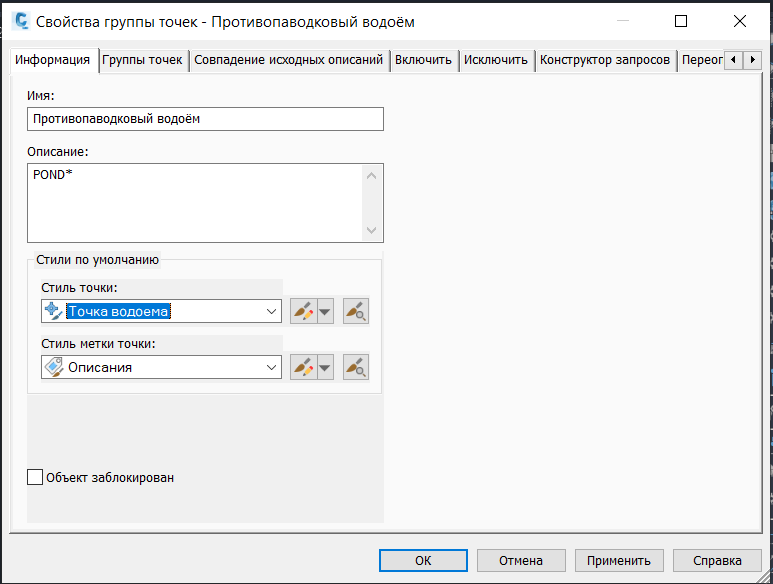 Свойства группы точек - Противопаводковый водоём
Информация Группы точек Совпадение исходных описаний Включить Исключить Конструктор запросов Переоп
Имя:
Противопаводковый водоём
Описание:
POND*
Стили по умолчанию
Стиль точки:
Точка водоема
Стиль метки точки:
Описания
Объект заблокирован
ОК Отмена Применить Справка